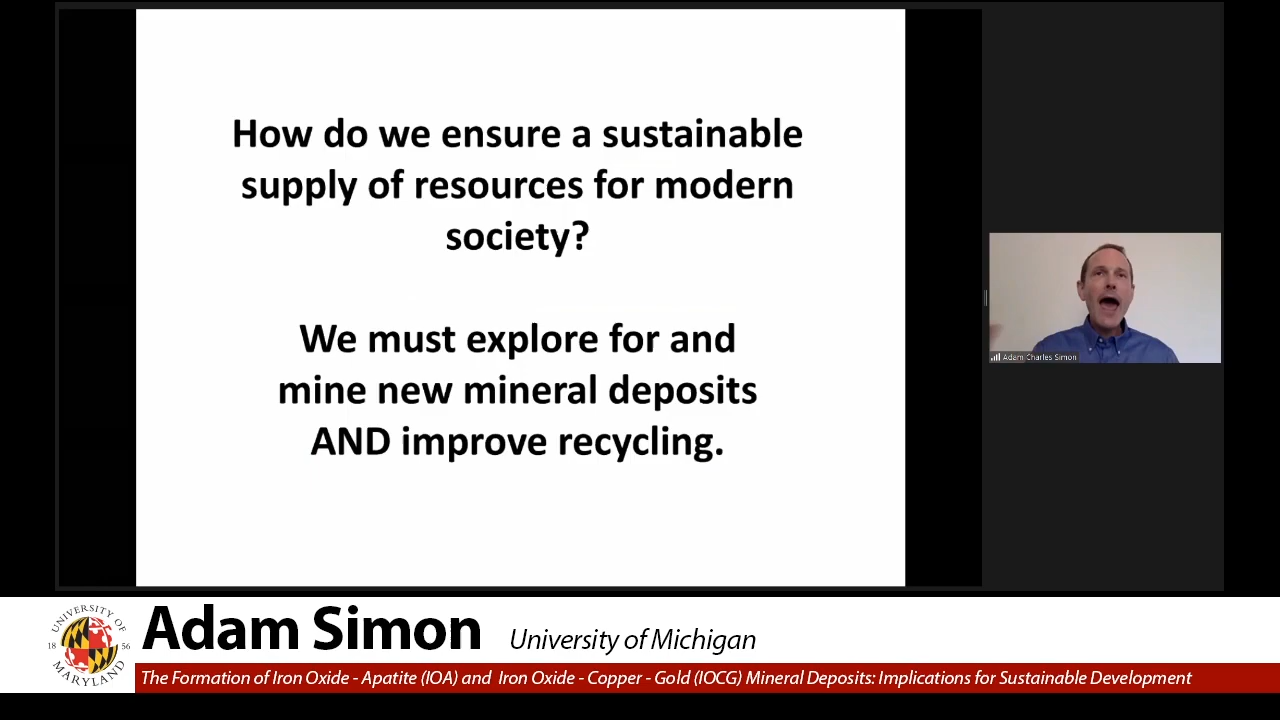 How do we ensure a sustainable
supply of resources for modern
society?
We must explore for and
mine new mineral deposits
AND improve recycling.
Adam Charles Simon
UNIVERSITY OF
18 56
MARYLAND
Adam Simon University of Michigan
The Formation of Iron Oxide - Apatite (IOA) and Iron Oxide - Copper - Gold (IOCG) Mineral Deposits: Implications for Sustainable Development